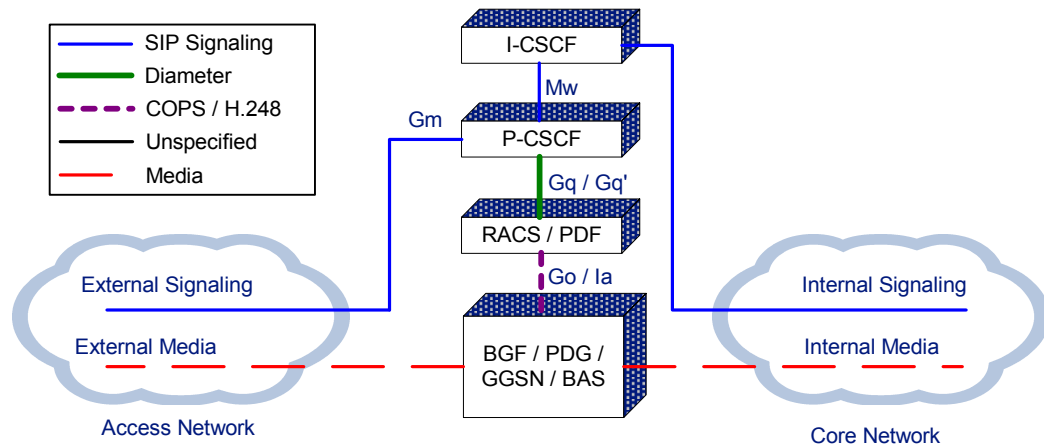 SIP Signaling
Diameter
COPS / H.248
Unspecified
Media
I-CSCF
Mw
Gm
P-CSCF
Gq / Gq'
RACS / PDF
Go / Ia
External Signaling
Internal Signaling
External Media
Internal Media
BGF / PDG /
GGSN / BAS
Access Network
Core Network